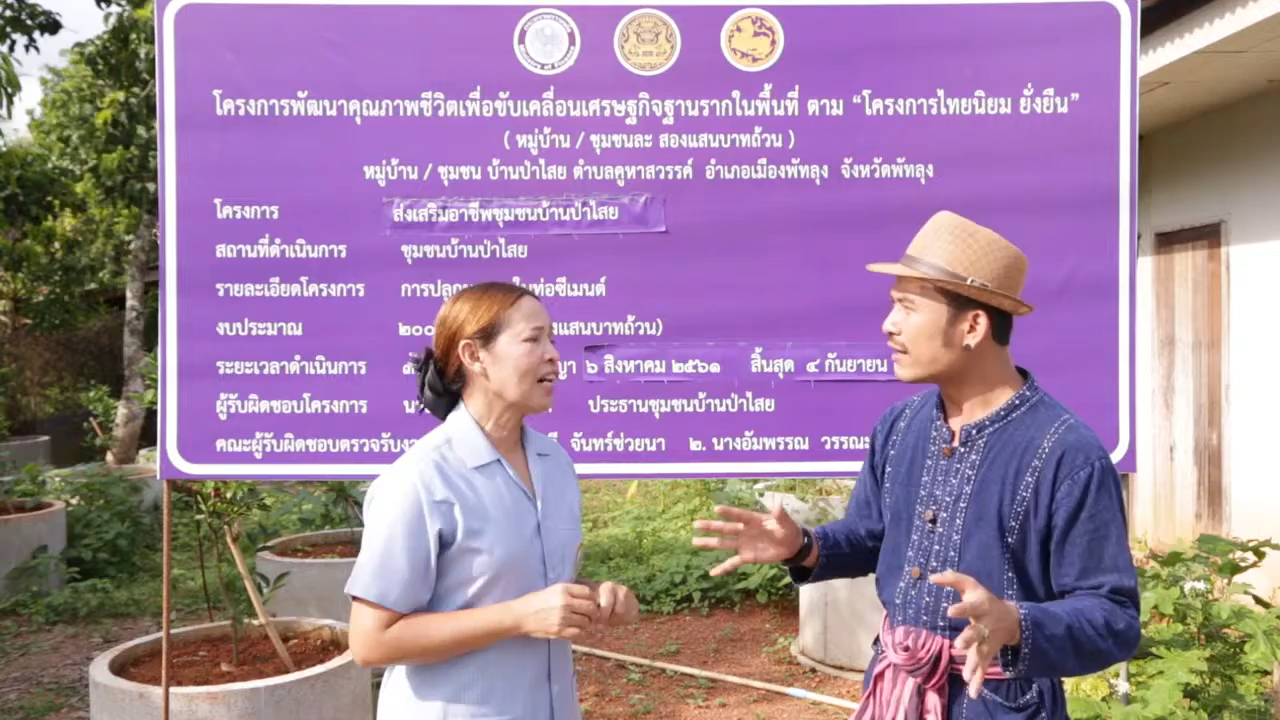 Ministry of Finance
โครงการพัฒนาคุณภาพชีวิตเพื่อขับเคลื่อนเศรษฐกิจฐานรากในพื้นที่ ตาม “โครงการไทยนิยม ยั่งยืน”
( หมู่บ้าน / ชุมชนละ สองแสนบาทถ้วน )
หมู่บ้าน / ชุมชน บ้านป่าไสย ตำบลคูหาสวรรค์ อำเภอเมืองพัทลุง จังหวัดพัทลุง
โครงการ ส่งเสริมอาชีพชุมชนบ้านป่าไสย
สถานที่ดำเนินการ ชุมชนบ้านป่าไสย
รายละเอียดโครงการ การปลูก ท่อซีเมนต์
งบประมาณ แสนบาทถ้วน)
ระยะเวลาดำเนินการ ๖ สิงหาคม ๒๕๖๑ สิ้นสุด ๔ กันยายน
ผู้รับผิดชอบโครงการ ประธานชุมชนบ้านป่าไสย
คณะผู้รับผิดชอบตรวจรับ จันทร์ช่วยนา ๒. นางอัมพรรณ